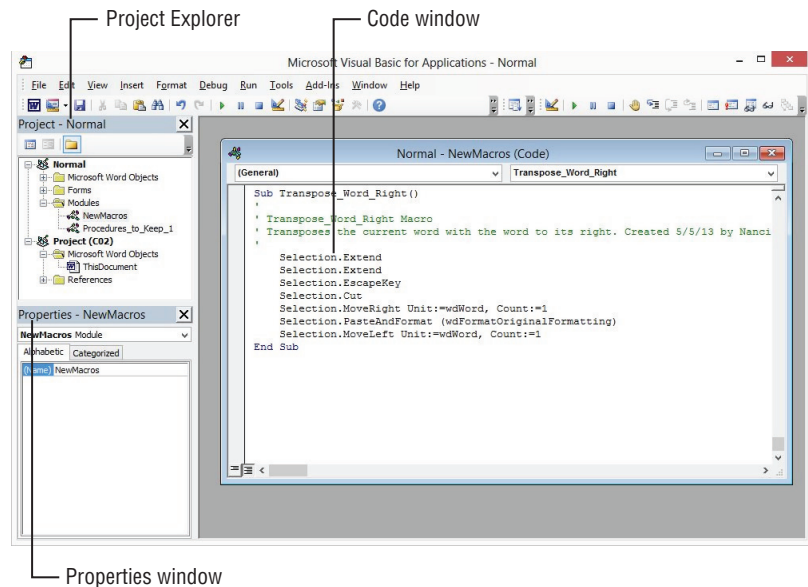 Project Explorer
Code window
Microsoft Visual Basic for Applications - Normal
File Edit View Insert Format Debug Run Tools Add-Ins Window Help
Project - Normal
Normal
Microsoft Word Objects
Forms
Modules
NewMacros
Procedures_to_Keep_1
Project (C02)
Microsoft Word Objects
ThisDocument
References
Properties - NewMacros
NewMacros Module
Alphabetic Categorized
(Name) NewMacros
Normal - NewMacros (Code)
(General) Transpose_Word_Right
Sub Transpose_Word_Right()
'
' Transpose_Word_Right Macro
' Transposes the current word with the word to its right. Created 5/5/13 by Nanci
'
Selection.Extend
Selection.Extend
Selection.EscapeKey
Selection.Cut
Selection.MoveRight Unit:=wdWord, Count:=1
Selection.PasteAndFormat (wdFormatOriginalFormatting)
Selection.MoveLeft Unit:=wdWord, Count:=1
End Sub
Properties window